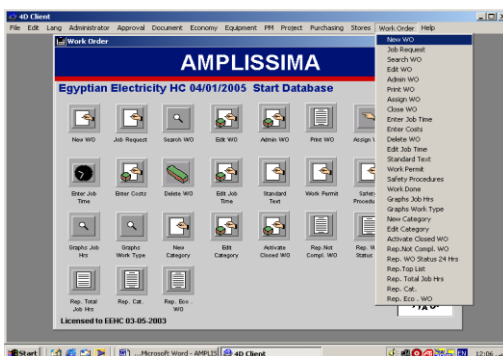 4D Client
File Edit Lang Administrator Approval Document Economy Equipment PM Project Purchasing Stores Work Order Help
Work Order
AMPLISSIMA
Egyptian Electricity HC 04/01/2005 Start Database
New WO Job Request Search WO Edit WO Admin WO Print WO Assign
Enter Job Time Enter Costs Delete WO Edit Job Time Standard Text Work Permit Safety
Graphs Job Hrs Graphs Work Type New Category Edit Category Activate Closed WO Rep.Not Compl. WO Status
Rep. Total Job Hrs Rep. Cat. Rep. Eco . WO
Licensed to EEHC 03-05-2003
New WO
Job Request
Search WO
Edit WO
Admin WO
Print WO
Assign WO
Close WO
Enter Job Time
Enter Costs
Delete WO
Edit Job Time
Standard Text
Work Permit
Safety Procedures
Work Done
Graphs Job Hrs
Graphs Work Type
New Category
Edit Category
Activate Closed WO
Rep.Not Compl. WO
Rep. WO Status 24 Hrs
Rep.Top List
Rep. Total Job Hrs
Rep. Cat.
Rep. Eco . WO
Start ...Microsoft Word - AMPLIS 4D Client 12:06